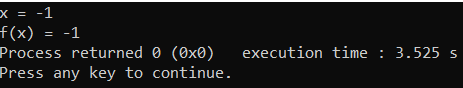 x = -1
f(x) = -1
Process returned 0 (0x0)   execution time : 3.525 s
Press any key to continue.